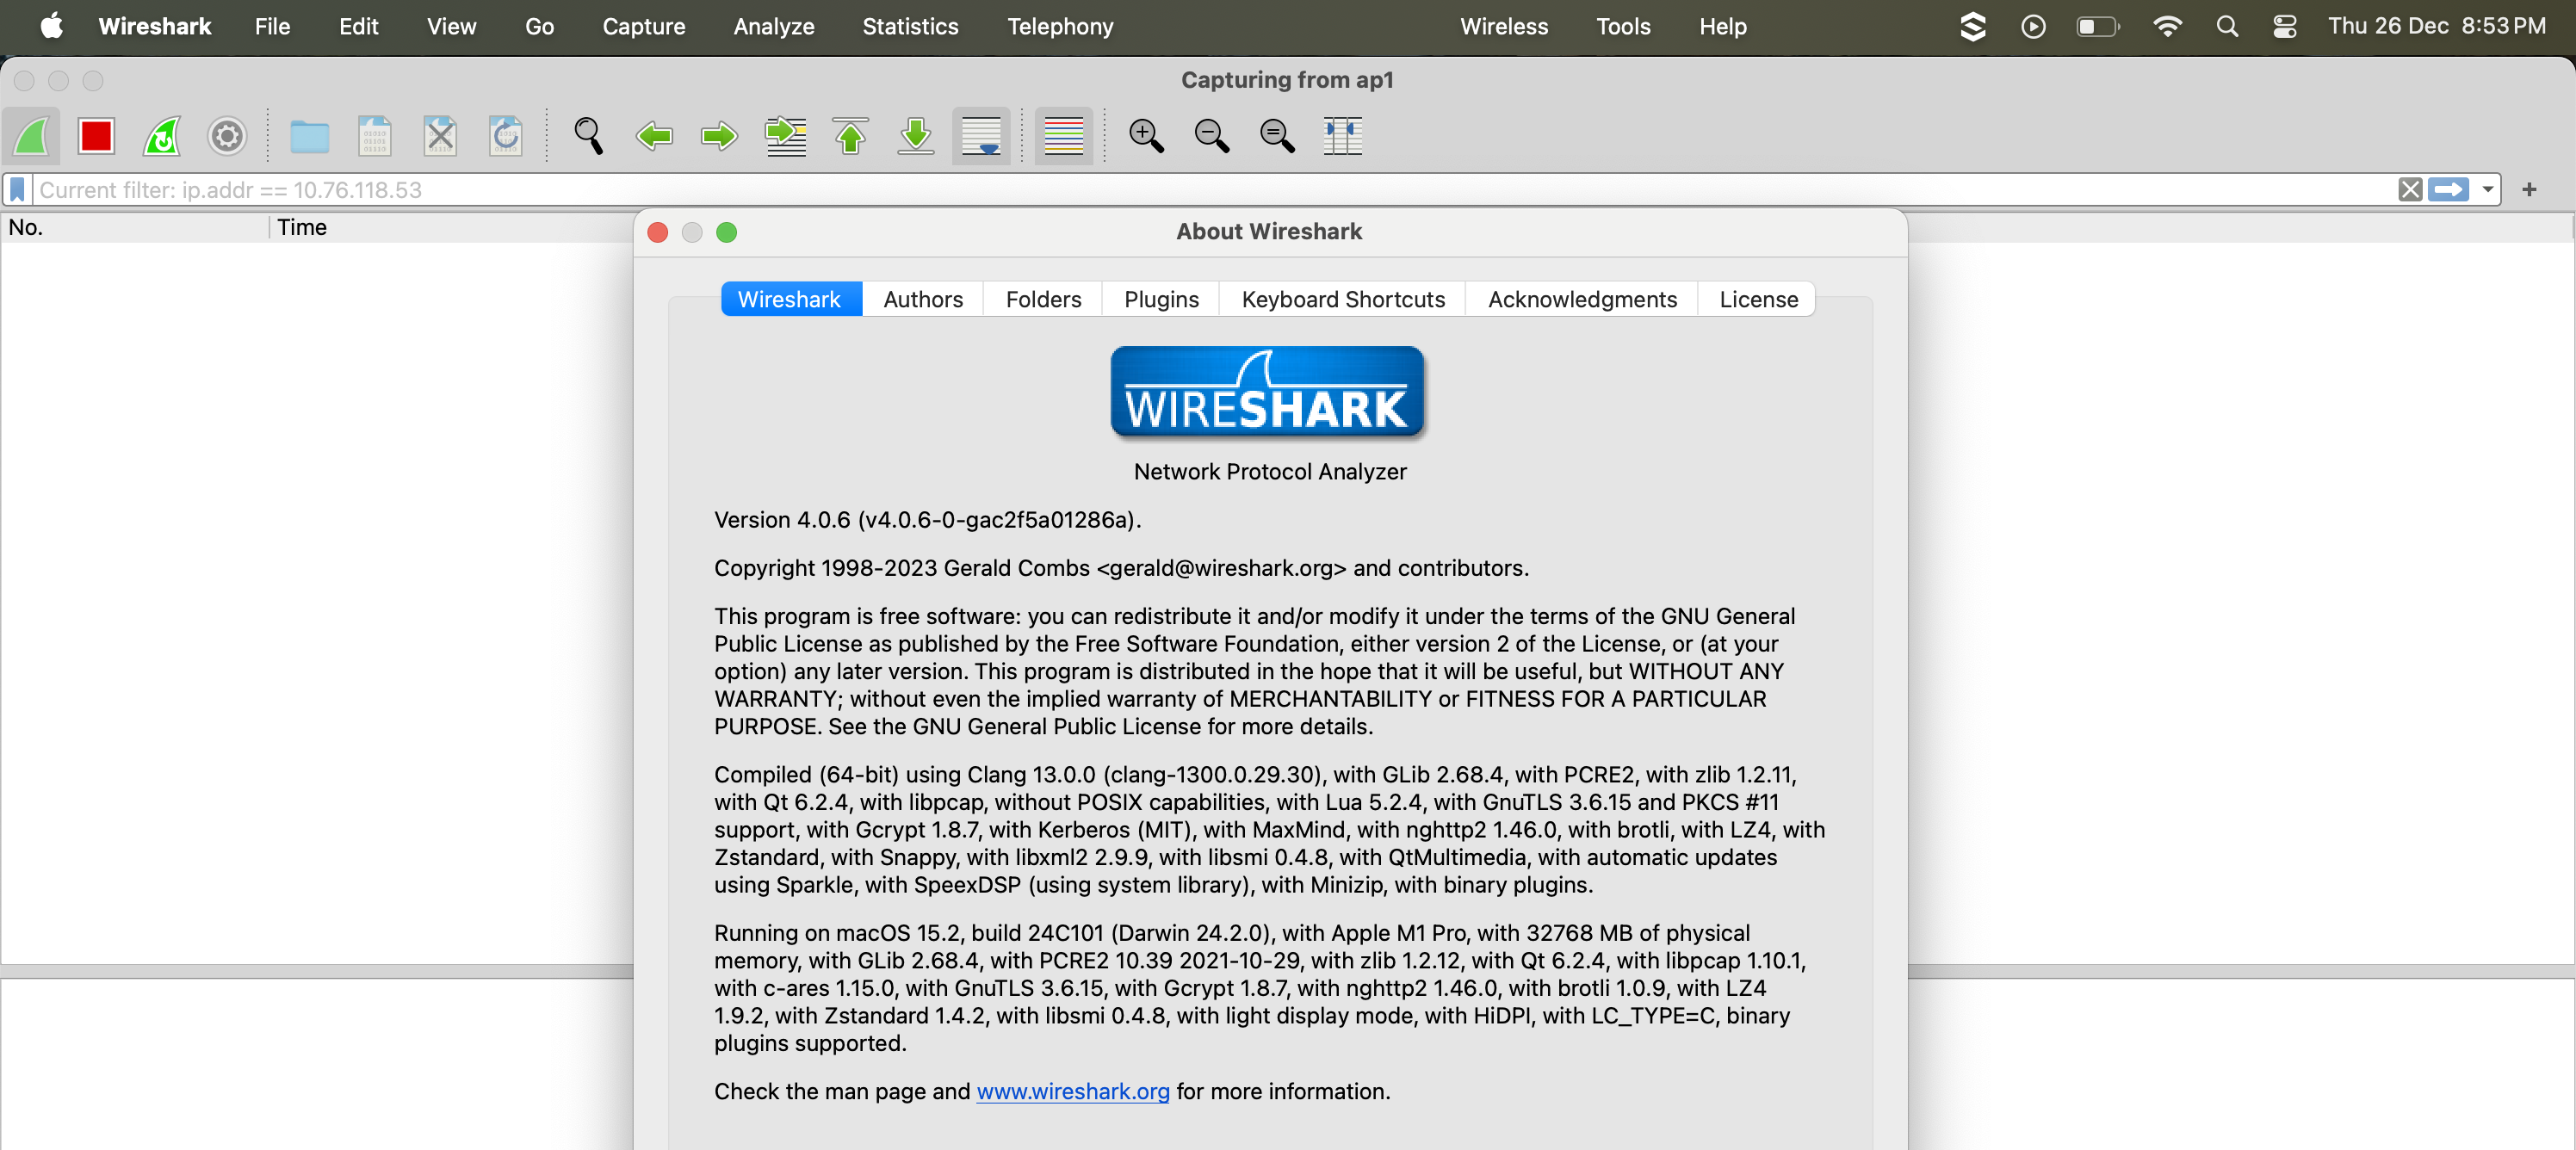 Wireshark File Edit View Go Capture Analyze Statistics Telephony Wireless Tools Help Thu 26 Dec 8:53 PM
Capturing from ap1
Current filter: ip.addr == 10.76.118.53
No. Time
About Wireshark
Wireshark Authors Folders Plugins Keyboard Shortcuts Acknowledgments License
WIRESHARK
Network Protocol Analyzer
Version 4.0.6 (v4.0.6-0-gac2f5a01286a).
Copyright 1998-2023 Gerald Combs <gerald@wireshark.org> and contributors.
This program is free software: you can redistribute it and/or modify it under the terms of the GNU General
Public License as published by the Free Software Foundation, either version 2 of the License, or (at your
option) any later version. This program is distributed in the hope that it will be useful, but WITHOUT ANY
WARRANTY; without even the implied warranty of MERCHANTABILITY or FITNESS FOR A PARTICULAR
PURPOSE. See the GNU General Public License for more details.
Compiled (64-bit) using Clang 13.0.0 (clang-1300.0.29.30), with GLib 2.68.4, with PCRE2, with zlib 1.2.11,
with Qt 6.2.4, with libpcap, without POSIX capabilities, with Lua 5.2.4, with GnuTLS 3.6.15 and PKCS #11
support, with Gcrypt 1.8.7, with Kerberos (MIT), with MaxMind, with nghttp2 1.46.0, with brotli, with LZ4, with
Zstandard, with Snappy, with libxml2 2.9.9, with libsmi 0.4.8, with QtMultimedia, with automatic updates
using Sparkle, with SpeexDSP (using system library), with Minizip, with binary plugins.
Running on macOS 15.2, build 24C101 (Darwin 24.2.0), with Apple M1 Pro, with 32768 MB of physical
memory, with GLib 2.68.4, with PCRE2 10.39 2021-10-29, with zlib 1.2.12, with Qt 6.2.4, with libpcap 1.10.1,
with c-ares 1.15.0, with GnuTLS 3.6.15, with Gcrypt 1.8.7, with nghttp2 1.46.0, with brotli 1.0.9, with LZ4
1.9.2, with Zstandard 1.4.2, with libsmi 0.4.8, with light display mode, with HiDPI, with LC_TYPE=C, binary
plugins supported.
Check the man page and www.wireshark.org for more information.